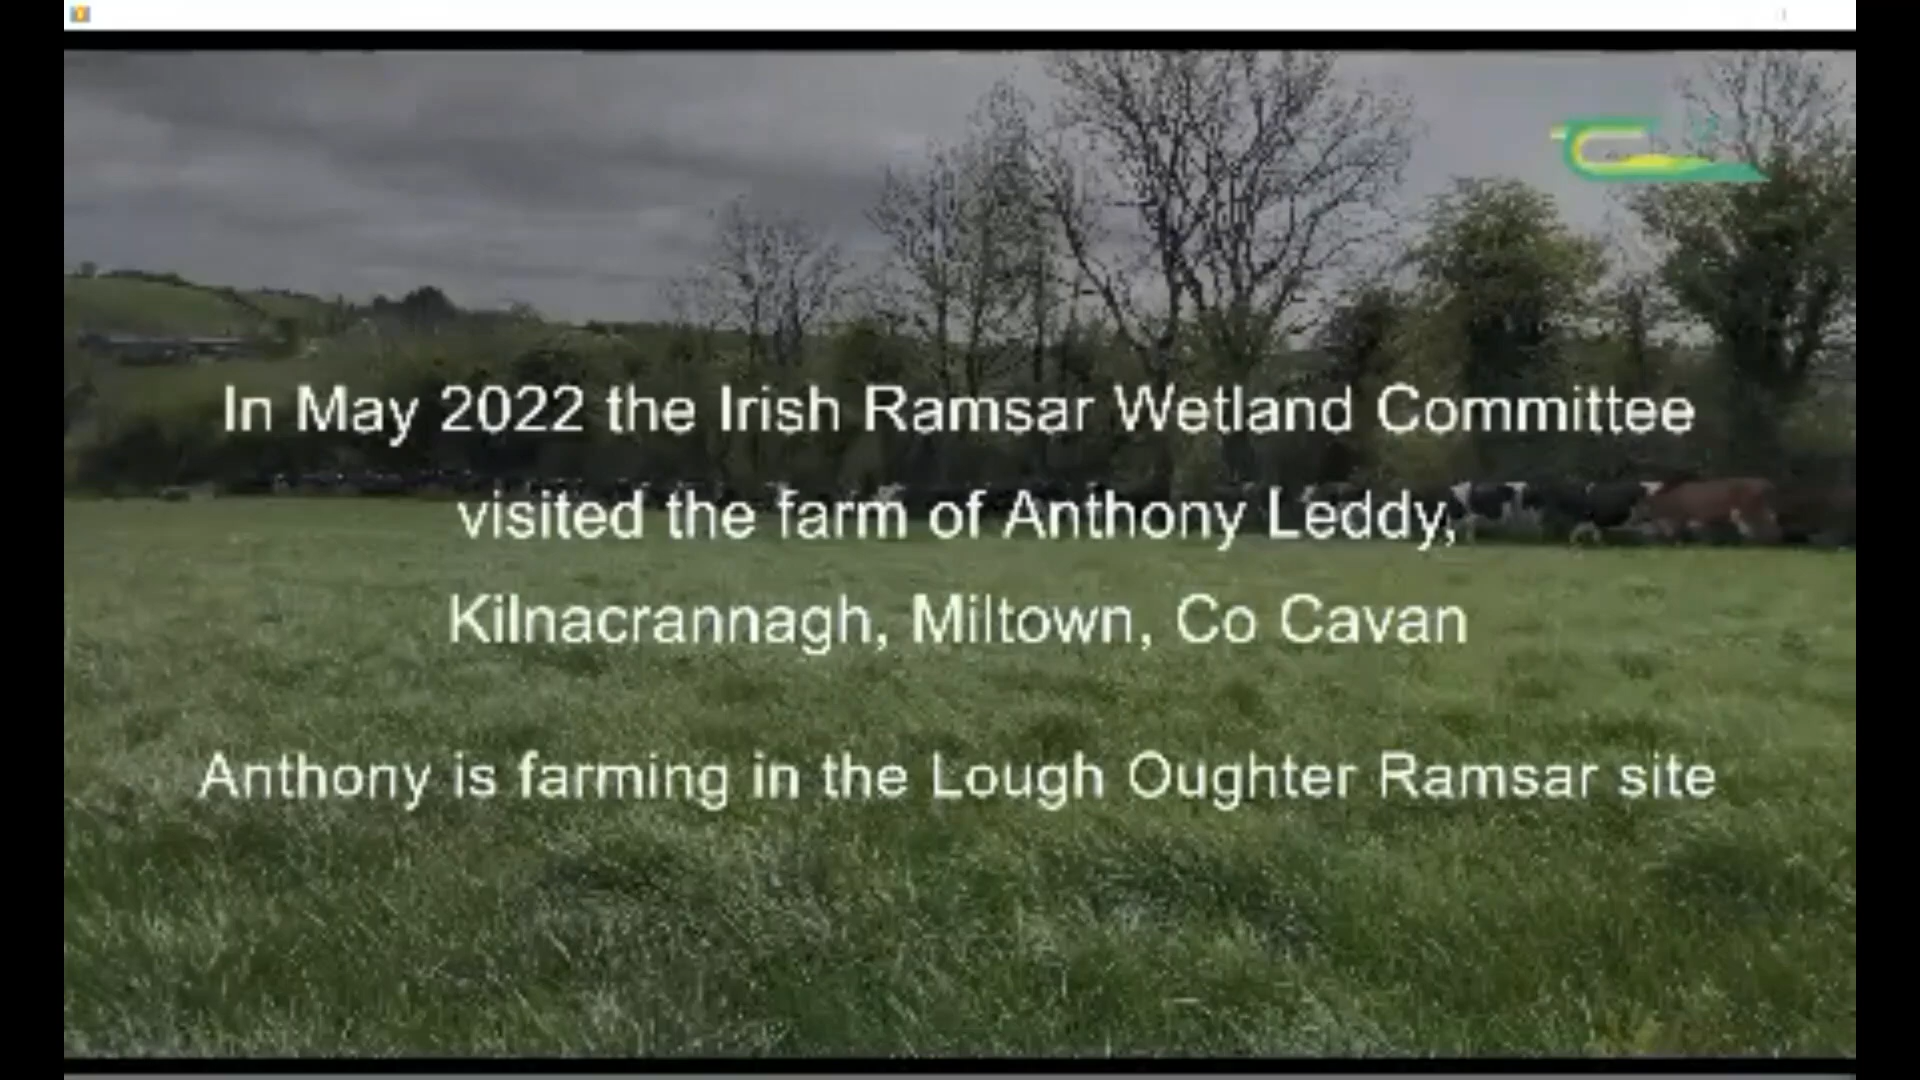 In May 2022 the Irish Ramsar Wetland Committee
visited the farm of Anthony Leddy,
Kilnacrannagh, Miltown, Co Cavan
Anthony is farming in the Lough Oughter Ramsar site